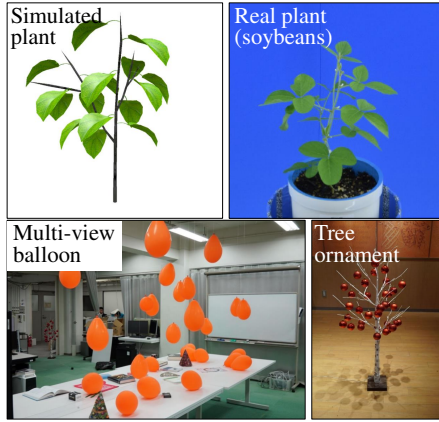 Simulated
plant
Real plant
(soybeans)
Multi-view
balloon
Tree
ornament